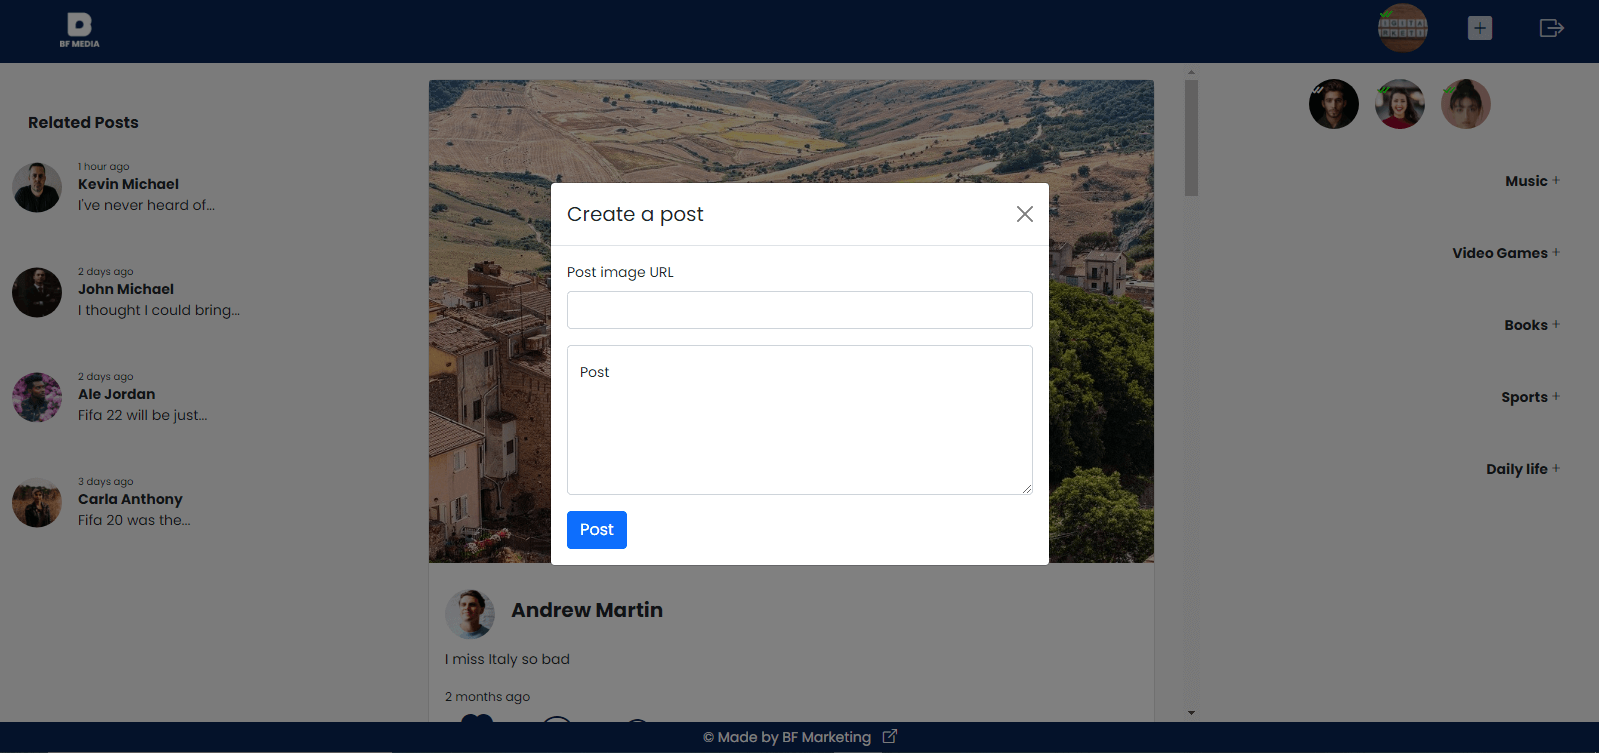 BF MEDIA
Related Posts
1 hour ago
Kevin Michael
I've never heard of...
2 days ago
John Michael
I thought I could bring...
2 days ago
Ale Jordan
Fifa 22 will be just...
3 days ago
Carla Anthony
Fifa 20 was the...
Create a post
Post image URL
Post
Post
Andrew Martin
I miss Italy so bad
2 months ago
Music +
Video Games +
Books +
Sports +
Daily life +
© Made by BF Marketing